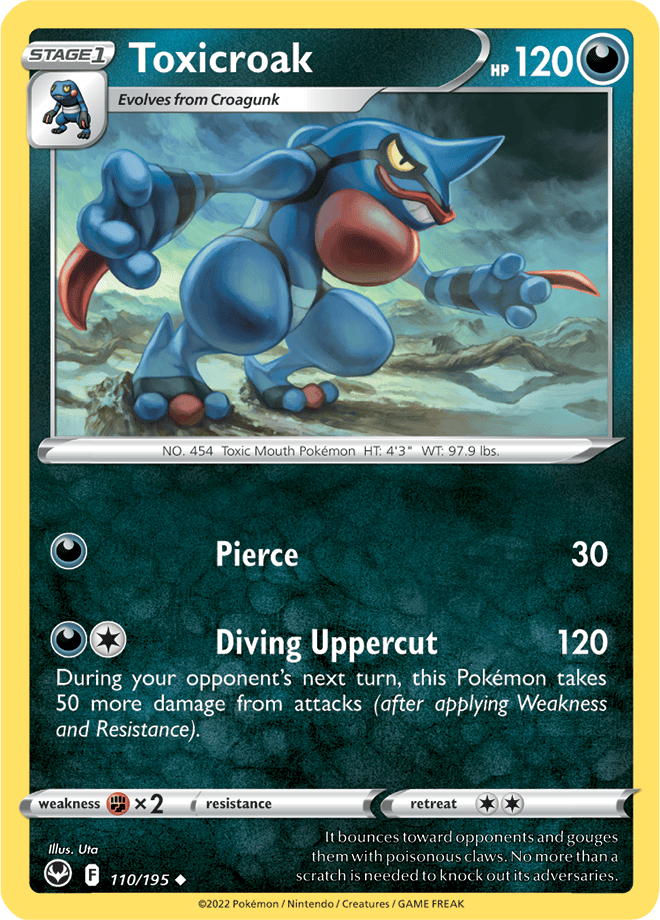 STAGE 1
Toxicroak
HP 120
Evolves from Croagunk
NO. 454 Toxic Mouth Pokémon HT: 4'3" WT: 97.9 lbs.
Pierce 30
Diving Uppercut 120
During your opponent's next turn, this Pokémon takes
50 more damage from attacks (after applying Weakness
and Resistance).
weakness ×2 resistance retreat
Illus. Uta
It bounces toward opponents and gouges
them with poisonous claws. No more than a
scratch is needed to knock out its adversaries.
F 110/195
©2022 Pokémon / Nintendo / Creatures / GAME FREAK